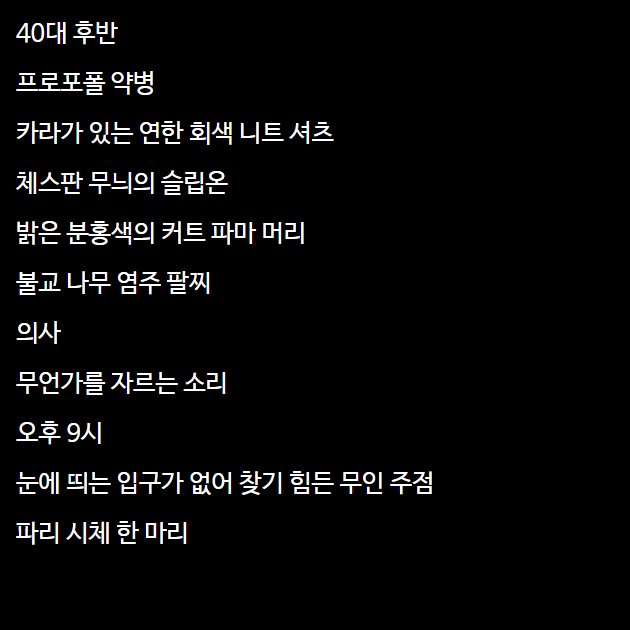 40대 후반
프로포폴 약병
카라가 있는 연한 회색 니트 셔츠
체스판 무늬의 슬립온
밝은 분홍색의 커트 파마 머리
불교 나무 염주 팔찌
의사
무언가를 자르는 소리
오후 9시
눈에 띄는 입구가 없어 찾기 힘든 무인 주점
파리 시체 한 마리